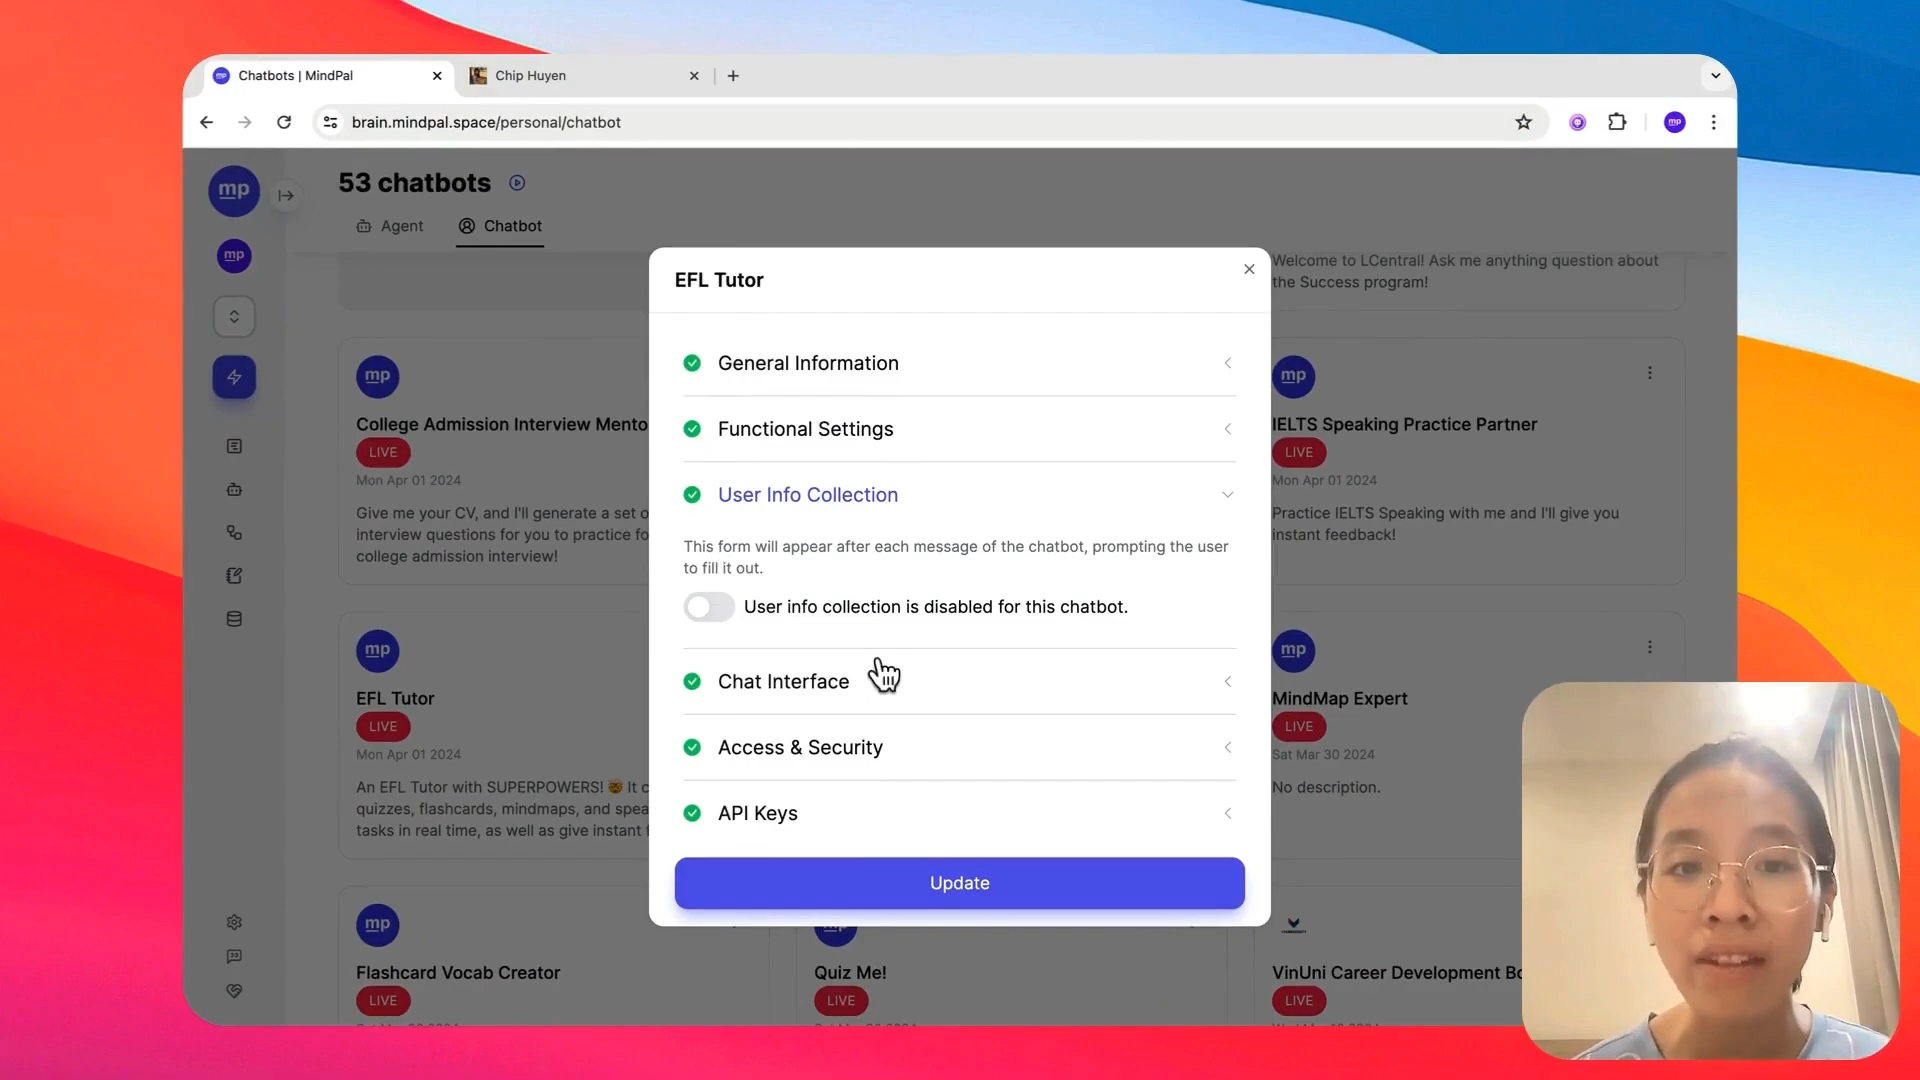 Chatbots | MindPal
Chip Huyen
brain.mindpal.space/personal/chatbot
mp
mp
mp
53 chatbots
Agent
Chatbot
Welcome to LCentral! Ask me anything question about
the Success program!
mp
College Admission Interview Mento
LIVE
Mon Apr 01 2024
Give me your CV, and I'll generate a set o
interview questions for you to practice fo
college admission interview!
mp
IELTS Speaking Practice Partner
LIVE
Mon Apr 01 2024
Practice IELTS Speaking with me and I'll give you
instant feedback!
mp
EFL Tutor
LIVE
Mon Apr 01 2024
An EFL Tutor with SUPERPOWERS! 🤯 It c
quizzes, flashcards, mindmaps, and spea
tasks in real time, as well as give instant f
mp
MindMap Expert
LIVE
Sat Mar 30 2024
No description.
mp
Flashcard Vocab Creator
LIVE
mp
Quiz Me!
LIVE
VinUni Career Development Bo
LIVE
EFL Tutor
General Information
Functional Settings
User Info Collection
This form will appear after each message of the chatbot, prompting the user
to fill it out.
User info collection is disabled for this chatbot.
Chat Interface
Access & Security
API Keys
Update